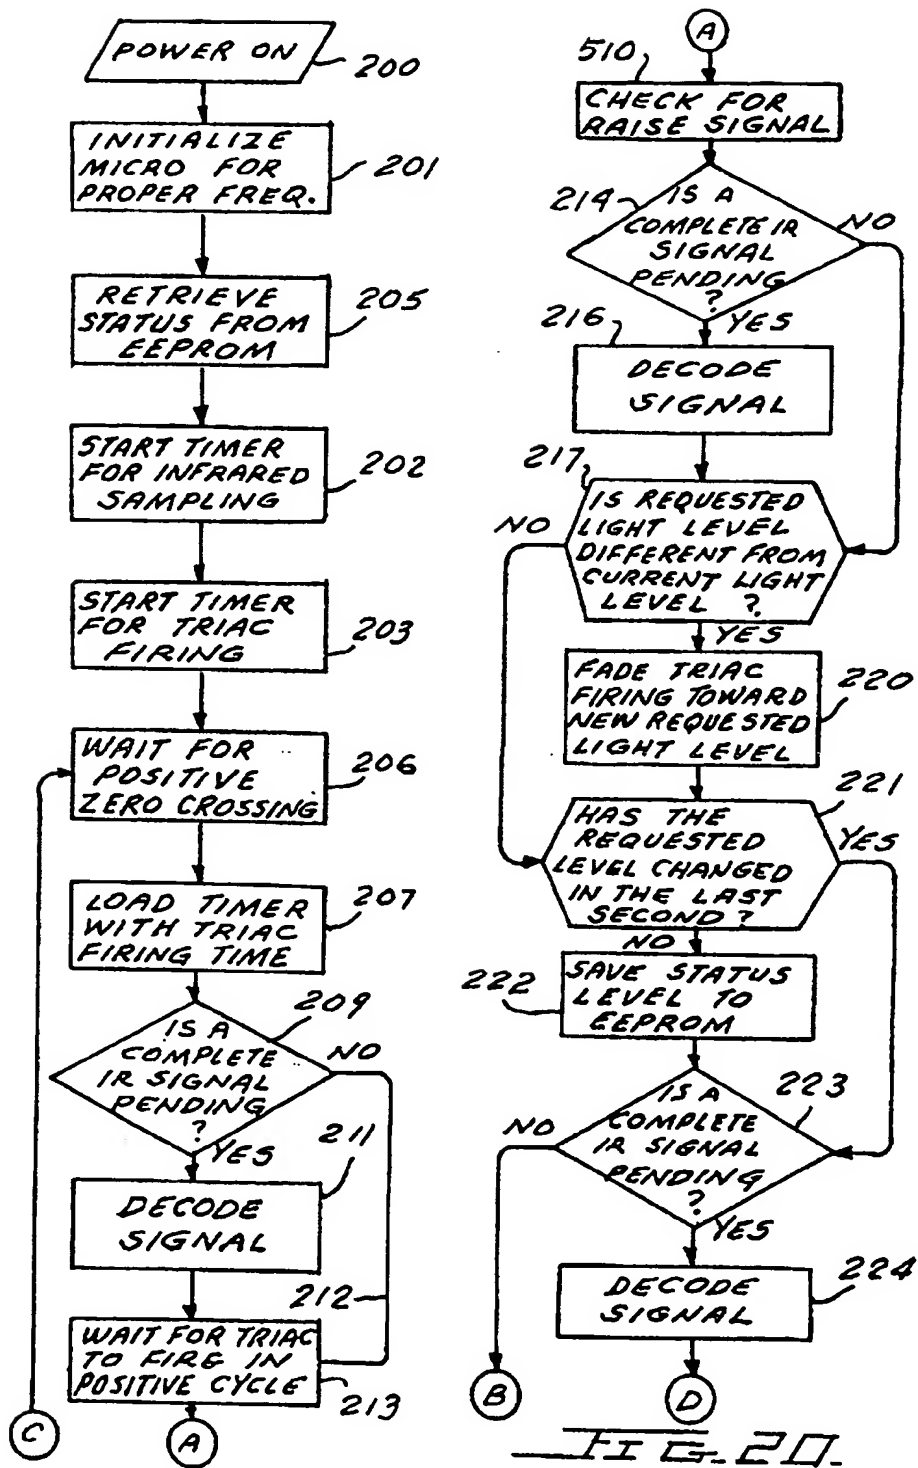 POWER ON
200
INITIALIZE
MICRO FOR
PROPER FREQ.
201
RETRIEVE
STATUS FROM
EEPROM
205
START TIMER
FOR INFRARED
SAMPLING
202
START TIMER
FOR TRIAC
FIRING
203
WAIT FOR
POSITIVE
ZERO CROSSING
206
LOAD TIMER
WITH TRIAC
FIRING TIME
207
209
IS A
COMPLETE
IR SIGNAL
PENDING
?
NO
YES
211
DECODE
SIGNAL
212
WAIT FOR TRIAC
TO FIRE IN
POSITIVE CYCLE
213
C
A
A
510
CHECK FOR
RAISE SIGNAL
214
IS A
COMPLETE IR
SIGNAL
PENDING
?
NO
YES
216
DECODE
SIGNAL
217
IS REQUESTED
LIGHT LEVEL
DIFFERENT FROM
CURRENT LIGHT
LEVEL ?
NO
YES
FADE TRIAC
FIRING TOWARD
NEW REQUESTED
LIGHT LEVEL
220
221
HAS THE
REQUESTED
LEVEL CHANGED
IN THE LAST
SECOND ?
YES
NO
222
SAVE STATUS
LEVEL TO
EEPROM
223
IS A
COMPLETE
IR SIGNAL
PENDING
?
NO
YES
DECODE
SIGNAL
224
B
D
FIG. 20.